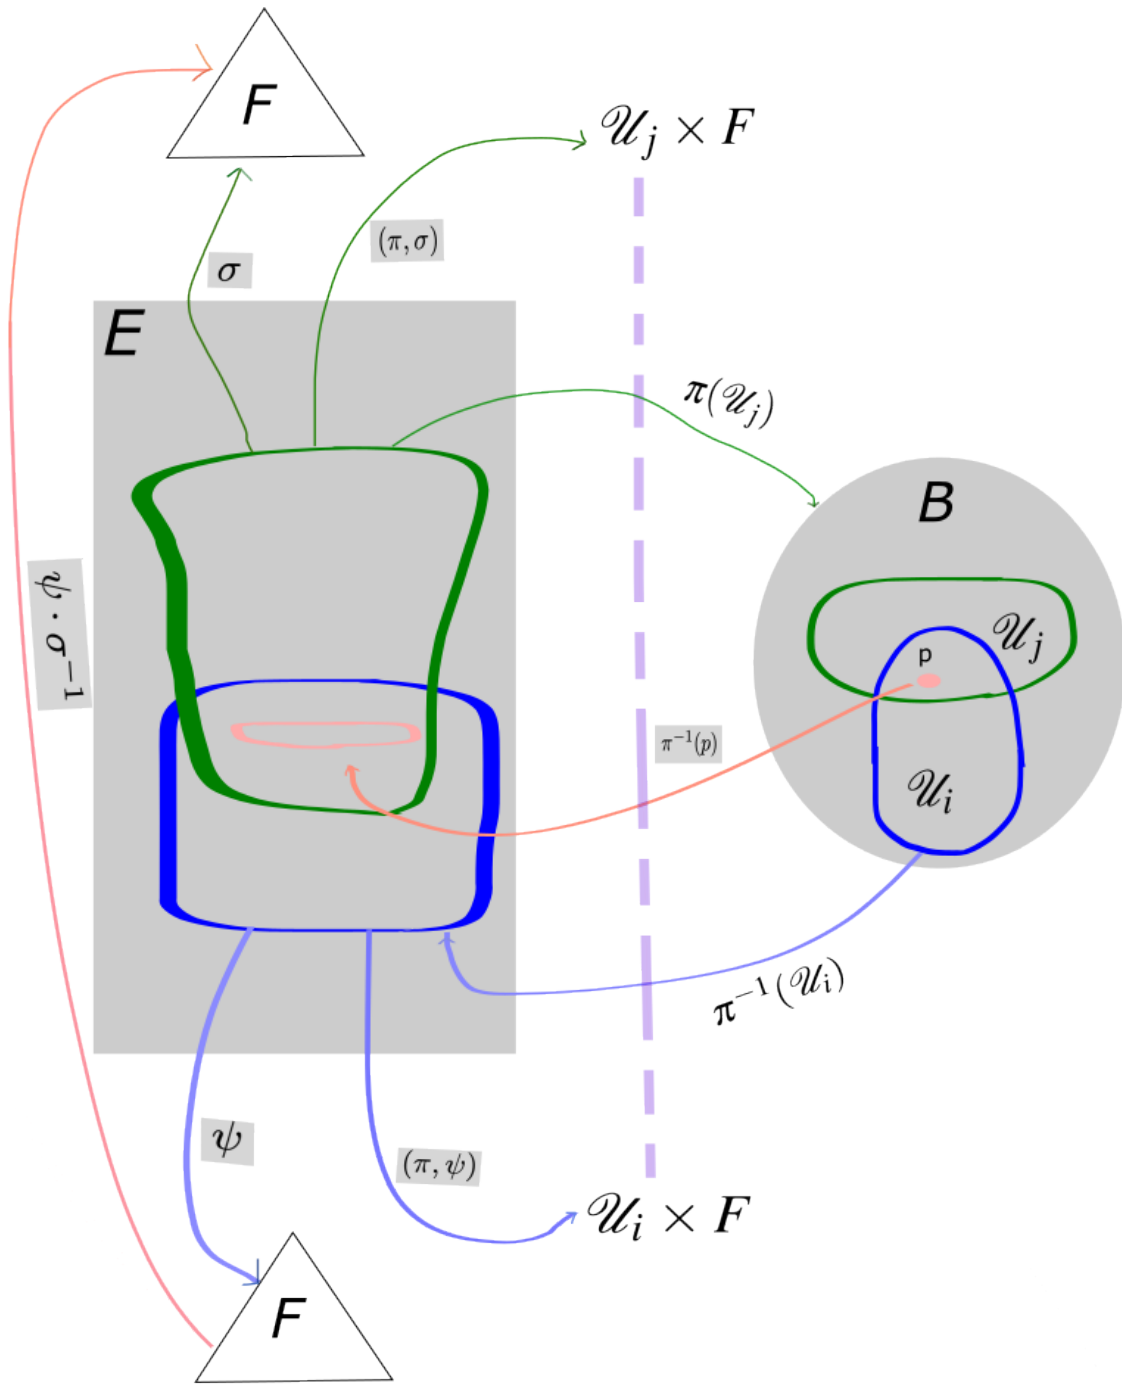 F
𝒰ⱼ × F
(π, σ)
σ
E
π(𝒰ⱼ)
B
𝒰ⱼ
p
ψ · σ⁻¹
π⁻¹(p)
𝒰ᵢ
π⁻¹(𝒰ᵢ)
ψ
(π, ψ)
𝒰ᵢ × F
F